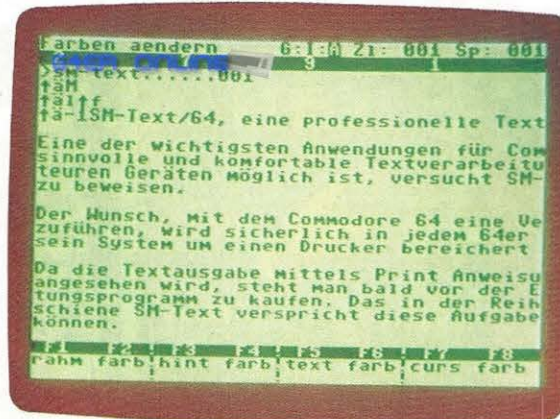 Farben aendern G:I:A Zl: 001 Sp: 001
9 1
>sm-text......001
↑äM
↑äl↑f
↑ä-1SM-Text/64, eine professionelle Text
Eine der wichtigsten Anwendungen für Com
sinnvolle und komfortable Textverarbeitu
teuren Geräten möglich ist, versucht SM-
zu beweisen.
Der Wunsch, mit dem Commodore 64 eine Ve
zuführen, wird sicherlich in jedem 64er
sein System um einen Drucker bereichert
Da die Textausgabe mittels Print Anweisu
angesehen wird, steht man bald vor der E
tungsprogramm zu kaufen. Das in der Reih
schiene SM-Text verspricht diese Aufgabe
können.
F1 F2 F3 F4 F5 F6 F7 F8
rahm farb hint farb text farb curs farb